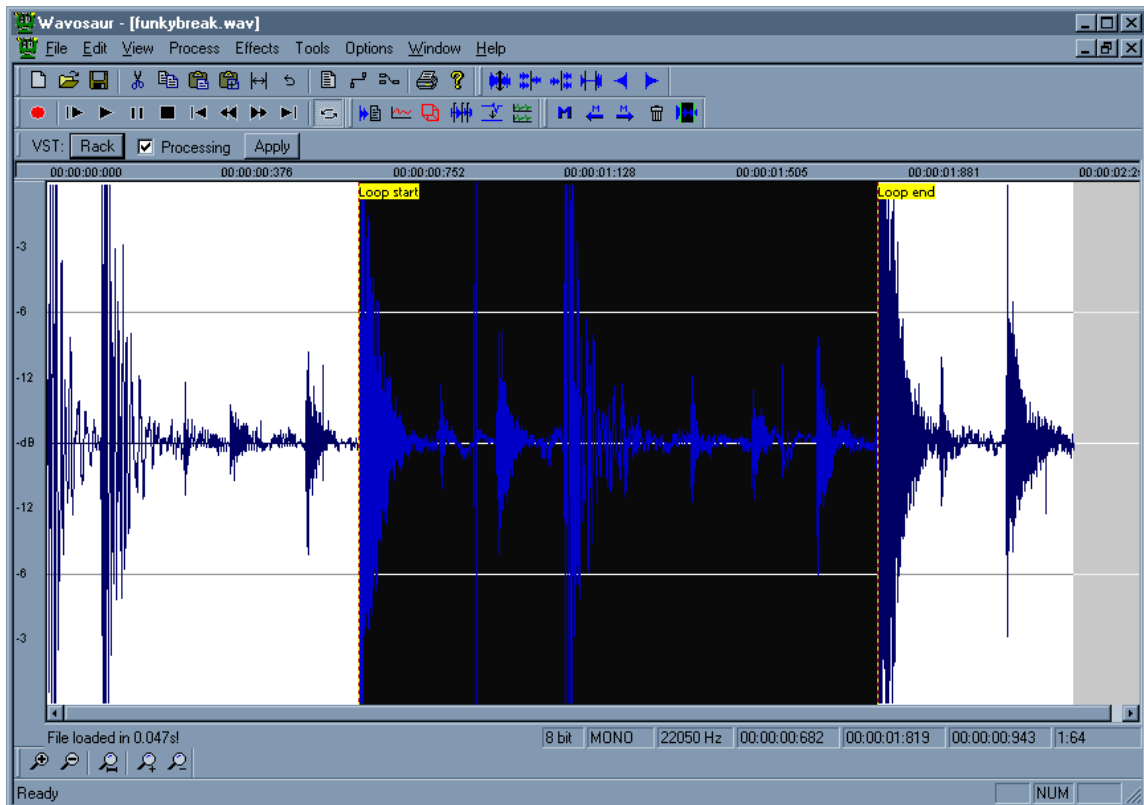 Wavosaur - [funkybreak.wav]
File Edit View Process Effects Tools Options Window Help
M M M
VST: Rack Processing Apply
00:00:00:000 00:00:00:376 00:00:00:752 00:00:01:128 00:00:01:505 00:00:01:881 00:00:02:2
Loop start Loop end
-3
-6
-12
-dB
-12
-6
-3
File loaded in 0.047s! 8 bit MONO 22050 Hz 00:00:00:682 00:00:01:819 00:00:00:943 1:64
Ready NUM